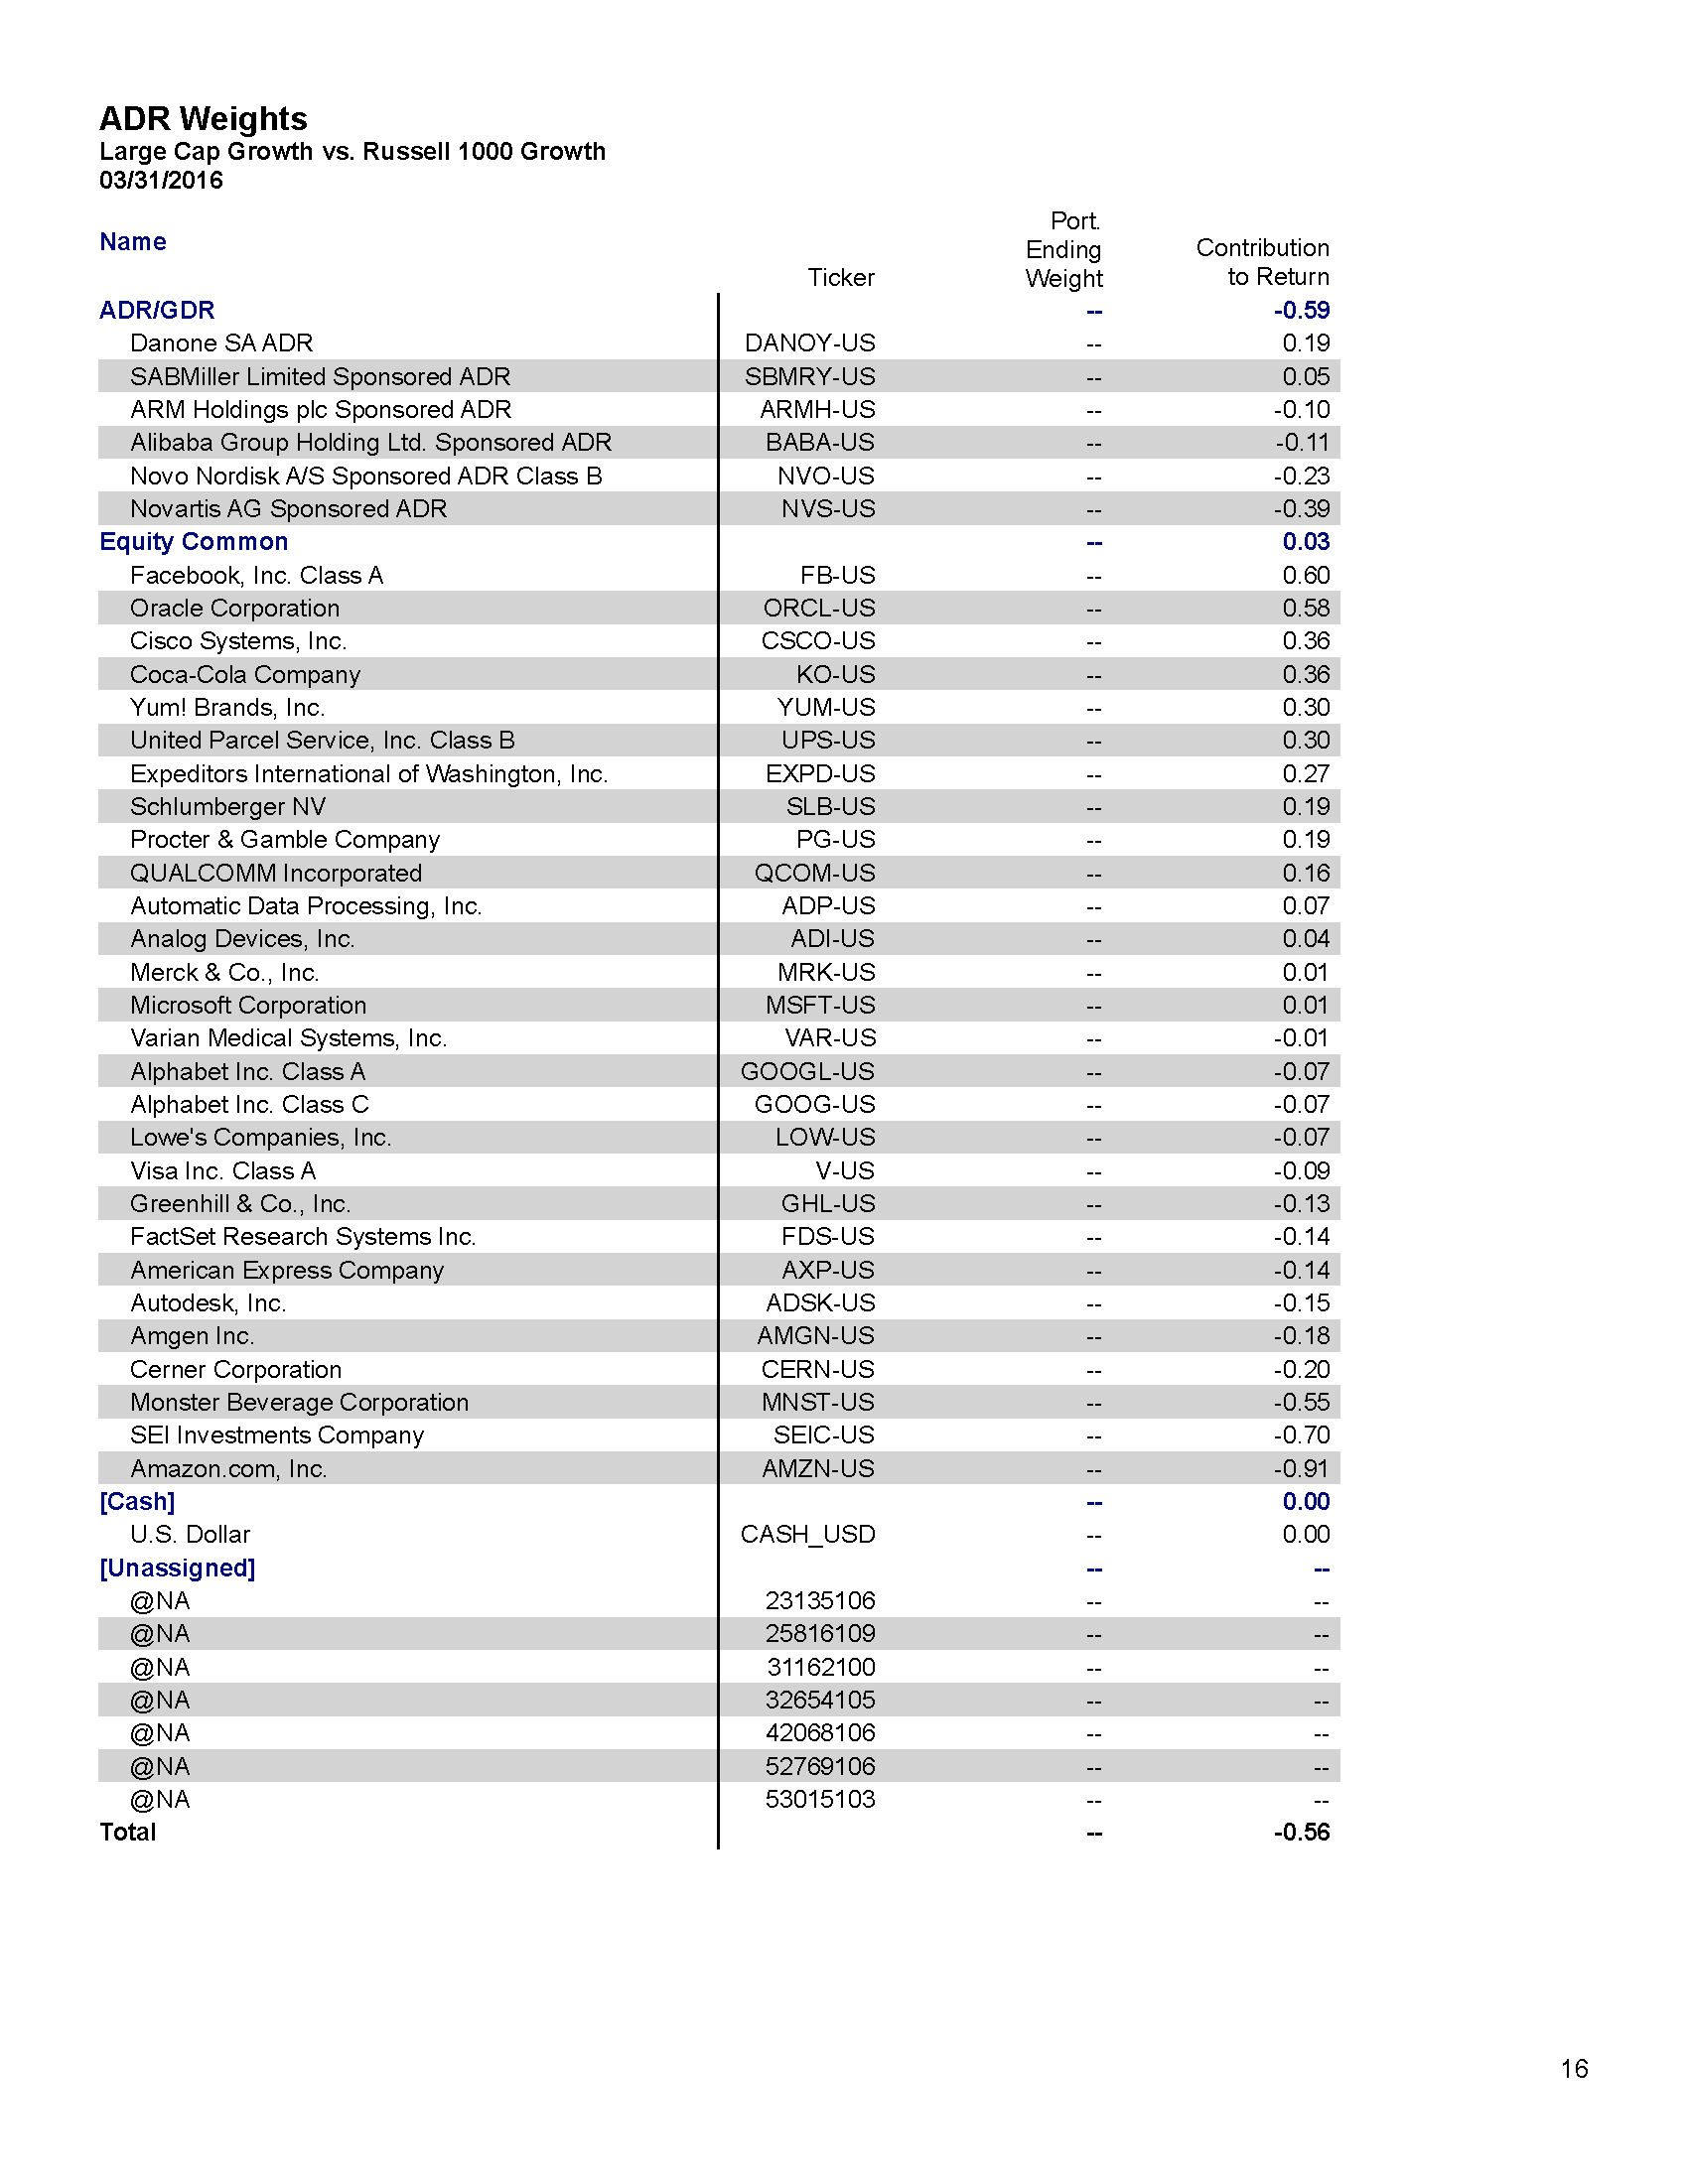 ADR Weights
Large Cap Growth vs. Russell 1000 Growth
03/31/2016
Name Ticker Port. Ending Weight Contribution to Return
ADR/GDR -- -0.59
Danone SA ADR DANOY-US -- 0.19
SABMiller Limited Sponsored ADR SBMRY-US -- 0.05
ARM Holdings plc Sponsored ADR ARMH-US -- -0.10
Alibaba Group Holding Ltd. Sponsored ADR BABA-US -- -0.11
Novo Nordisk A/S Sponsored ADR Class B NVO-US -- -0.23
Novartis AG Sponsored ADR NVS-US -- -0.39
Equity Common -- 0.03
Facebook, Inc. Class A FB-US -- 0.60
Oracle Corporation ORCL-US -- 0.58
Cisco Systems, Inc. CSCO-US -- 0.36
Coca-Cola Company KO-US -- 0.36
Yum! Brands, Inc. YUM-US -- 0.30
United Parcel Service, Inc. Class B UPS-US -- 0.30
Expeditors International of Washington, Inc. EXPD-US -- 0.27
Schlumberger NV SLB-US -- 0.19
Procter & Gamble Company PG-US -- 0.19
QUALCOMM Incorporated QCOM-US -- 0.16
Automatic Data Processing, Inc. ADP-US -- 0.07
Analog Devices, Inc. ADI-US -- 0.04
Merck & Co., Inc. MRK-US -- 0.01
Microsoft Corporation MSFT-US -- 0.01
Varian Medical Systems, Inc. VAR-US -- -0.01
Alphabet Inc. Class A GOOGL-US -- -0.07
Alphabet Inc. Class C GOOG-US -- -0.07
Lowe's Companies, Inc. LOW-US -- -0.07
Visa Inc. Class A V-US -- -0.09
Greenhill & Co., Inc. GHL-US -- -0.13
FactSet Research Systems Inc. FDS-US -- -0.14
American Express Company AXP-US -- -0.14
Autodesk, Inc. ADSK-US -- -0.15
Amgen Inc. AMGN-US -- -0.18
Cerner Corporation CERN-US -- -0.20
Monster Beverage Corporation MNST-US -- -0.55
SEI Investments Company SEIC-US -- -0.70
Amazon.com, Inc. AMZN-US -- -0.91
[Cash] -- 0.00
U.S. Dollar CASH_USD -- 0.00
[Unassigned] -- --
@NA 23135106 -- --
@NA 25816109 -- --
@NA 31162100 -- --
@NA 32654105 -- --
@NA 42068106 -- --
@NA 52769106 -- --
@NA 53015103 -- --
Total -- -0.56
16